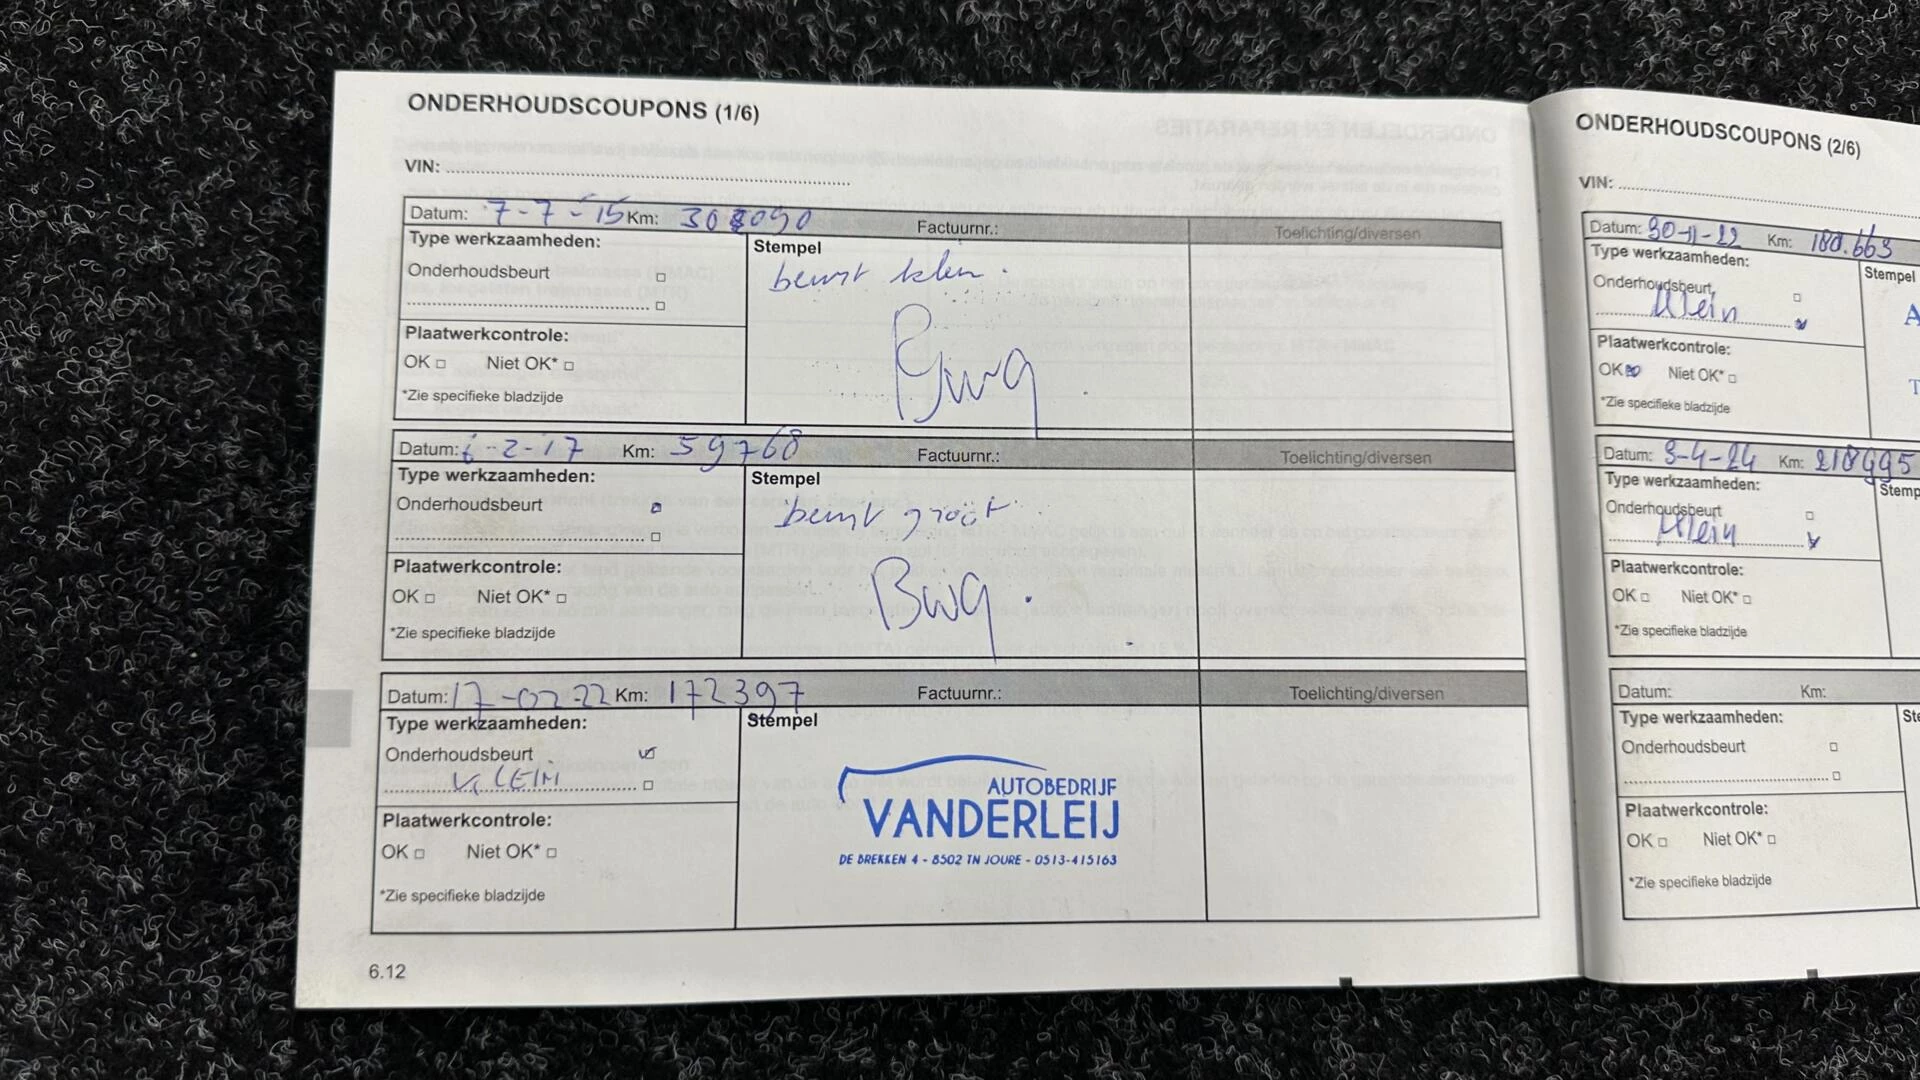 ONDERHOUDSCOUPONS (1/6)
VIN:
Datum: 7-7-15 Km: Factuurnr.: Toelichting/diversen
Type werkzaamheden:
Stempel
Onderhoudsbeurt
beurt klein.
Plaatwerkcontrole:
OK Niet OK*
*Zie specifieke bladzijde
Datum: 6-2-17 Km: 59768 Factuurnr.: Toelichting/diversen
Type werkzaamheden:
Stempel
Onderhoudsbeurt
beurt groot
Plaatwerkcontrole:
OK Niet OK*
*Zie specifieke bladzijde
Datum: 17-02-22 Km: 172397 Factuurnr.: Toelichting/diversen
Type werkzaamheden:
Stempel
Onderhoudsbeurt
KLEIN
Plaatwerkcontrole:
OK Niet OK*
*Zie specifieke bladzijde
AUTOBEDRIJF
VANDERLEIJ
DE BREKKEN 4 - 8502 TN JOURE - 0513-415163
6.12
ONDERHOUDSCOUPONS (2/6)
VIN:
Datum: 30-11-22 Km: 180.663
Type werkzaamheden:
Stempel
Onderhoudsbeurt
Klein
Plaatwerkcontrole:
OK Niet OK*
*Zie specifieke bladzijde
Datum: 3-4-24 Km: 218995
Type werkzaamheden:
Stemp
Onderhoudsbeurt
Klein
Plaatwerkcontrole:
OK Niet OK*
*Zie specifieke bladzijde
Datum: Km:
Type werkzaamheden:
Ste
Onderhoudsbeurt
Plaatwerkcontrole:
OK Niet OK*
*Zie specifieke bladzijde